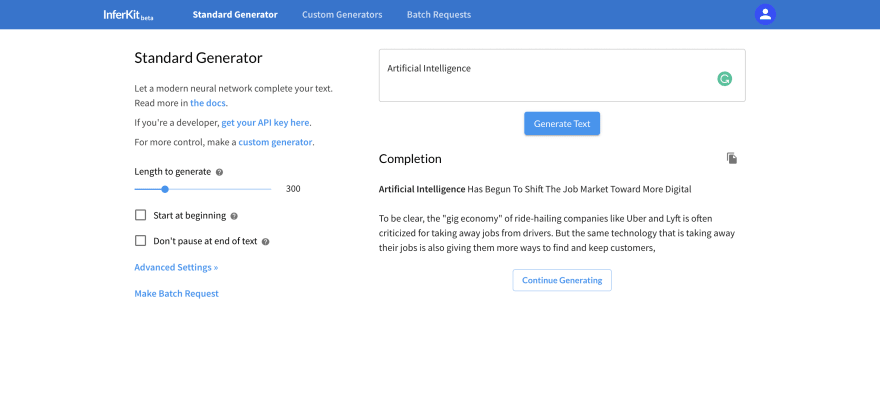 InferKit beta Standard Generator Custom Generators Batch Requests
Standard Generator
Let a modern neural network complete your text.
Read more in the docs.
If you're a developer, get your API key here.
For more control, make a custom generator.
Length to generate
300
Start at beginning
Don't pause at end of text
Advanced Settings »
Make Batch Request
Artificial Intelligence
Generate Text
Completion
Artificial Intelligence Has Begun To Shift The Job Market Toward More Digital
To be clear, the "gig economy" of ride-hailing companies like Uber and Lyft is often
criticized for taking away jobs from drivers. But the same technology that is taking away
their jobs is also giving them more ways to find and keep customers,
Continue Generating